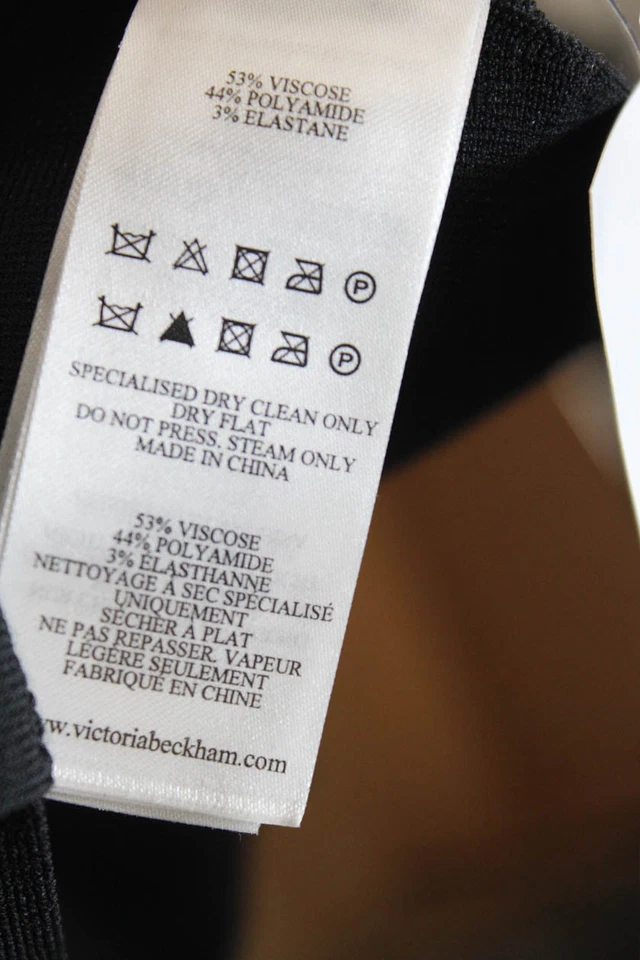 53% VISCOSE
44% POLYAMIDE
3% ELASTANE
P
P
SPECIALISED DRY CLEAN ONLY
DRY FLAT
DO NOT PRESS. STEAM ONLY
MADE IN CHINA
53% VISCOSE
44% POLYAMIDE
3% ÉLASTHANNE
NETTOYAGE À SEC SPÉCIALISÉ
UNIQUEMENT
SÉCHER À PLAT
NE PAS REPASSER. VAPEUR
LÉGÈRE SEULEMENT
FABRIQUÉ EN CHINE
w.victoriabeckham.com